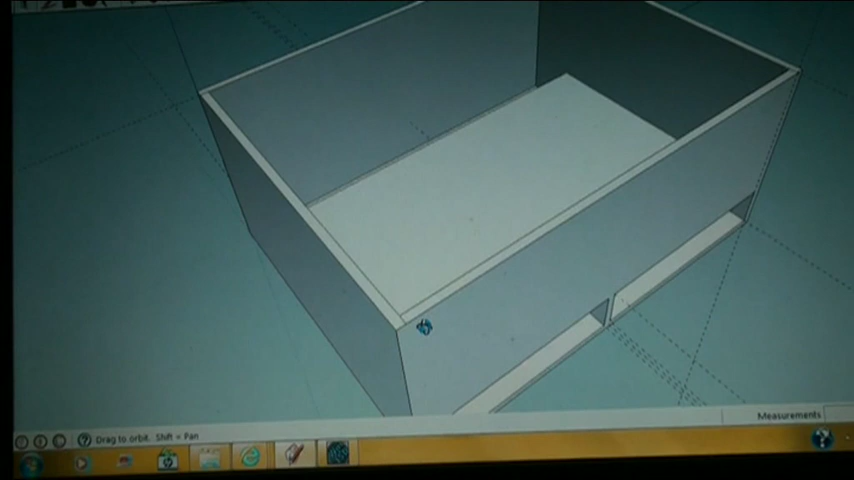 Measurements
Drag to orbit. Shift = Pan